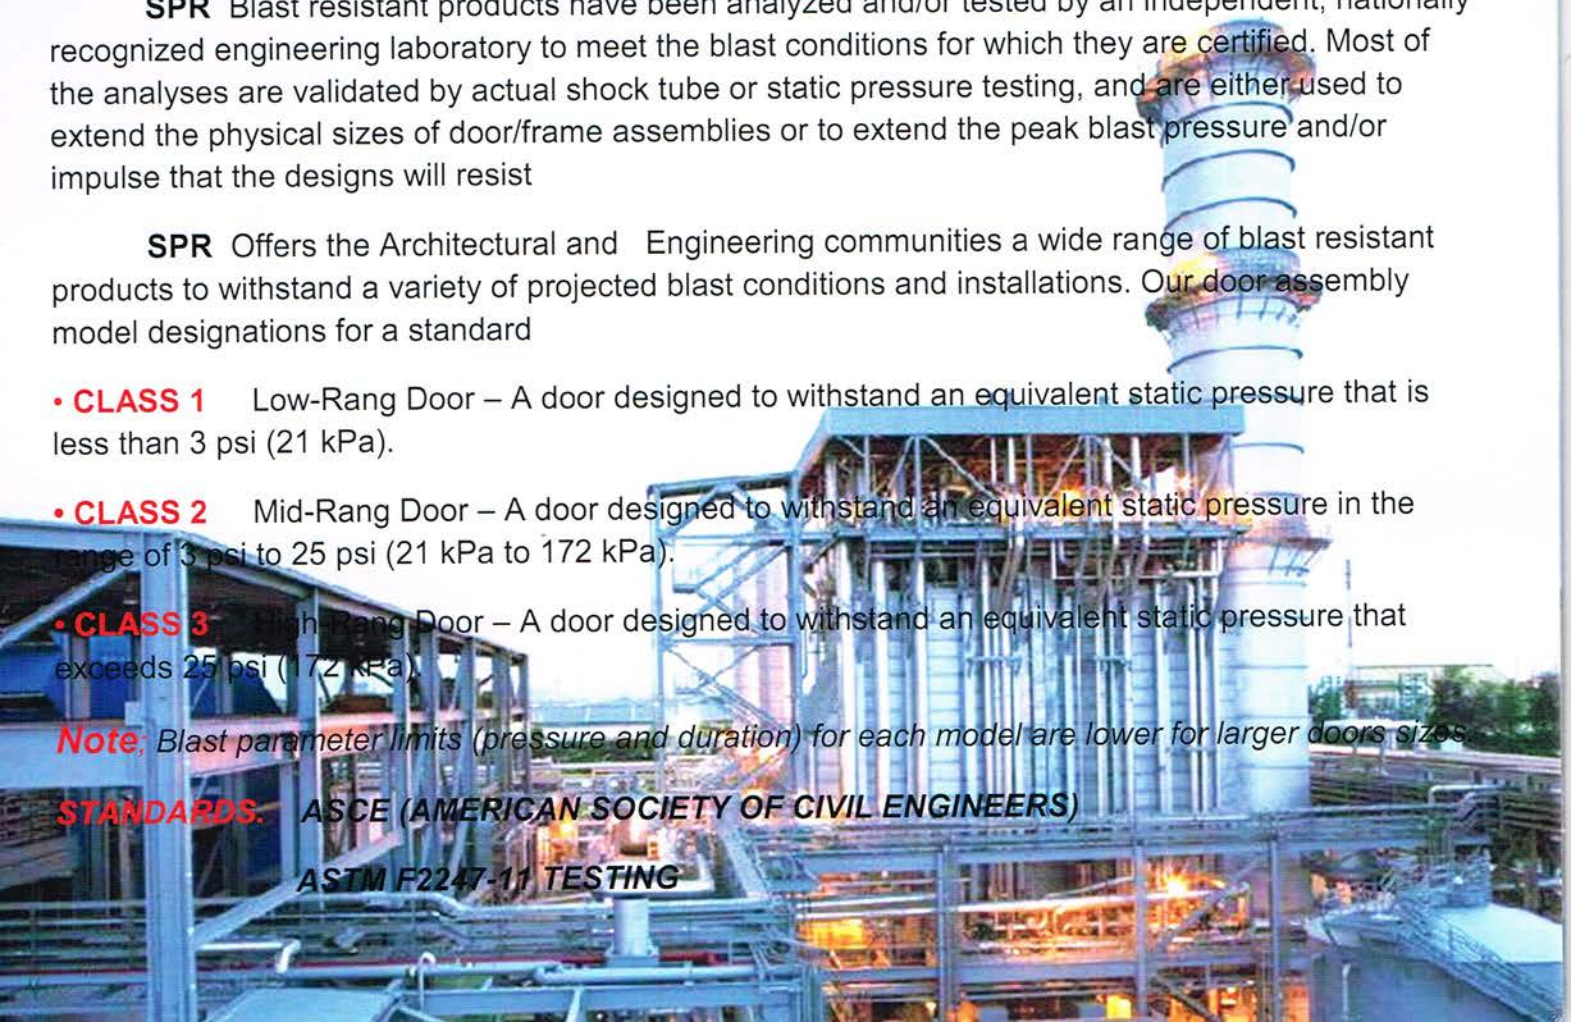 SPR Blast resistant products have been analyzed and/or tested by an independent, nationally
recognized engineering laboratory to meet the blast conditions for which they are certified. Most of
the analyses are validated by actual shock tube or static pressure testing, and are either used to
extend the physical sizes of door/frame assemblies or to extend the peak blast pressure and/or
impulse that the designs will resist
SPR Offers the Architectural and Engineering communities a wide range of blast resistant
products to withstand a variety of projected blast conditions and installations. Our door assembly
model designations for a standard
• CLASS 1 Low-Rang Door – A door designed to withstand an equivalent static pressure that is
less than 3 psi (21 kPa).
• CLASS 2 Mid-Rang Door – A door designed to withstand an equivalent static pressure in the
range of 3 psi to 25 psi (21 kPa to 172 kPa).
• CLASS 3 High-Rang Door – A door designed to withstand an equivalent static pressure that
exceeds 25 psi (172 kPa).
Note; Blast parameter limits (pressure and duration) for each model are lower for larger doors sizes.
STANDARDS: ASCE (AMERICAN SOCIETY OF CIVIL ENGINEERS)
ASTM F2247-11 TESTING